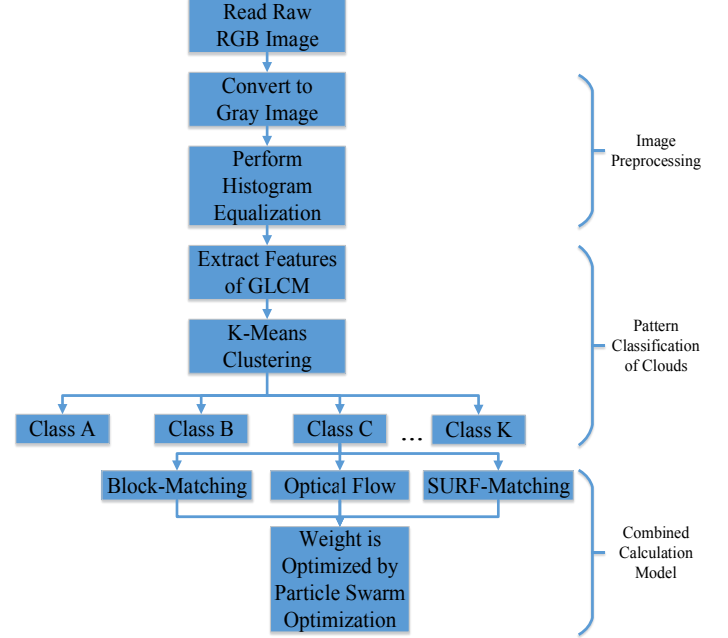 Read Raw
RGB Image
Convert to
Gray Image
Perform
Histogram
Equalization
Image
Preprocessing
Extract Features
of GLCM
K-Means
Clustering
Pattern
Classification
of Clouds
Class A
Class B
Class C
...
Class K
Block-Matching
Optical Flow
SURF-Matching
Weight is
Optimized by
Particle Swarm
Optimization
Combined
Calculation
Model